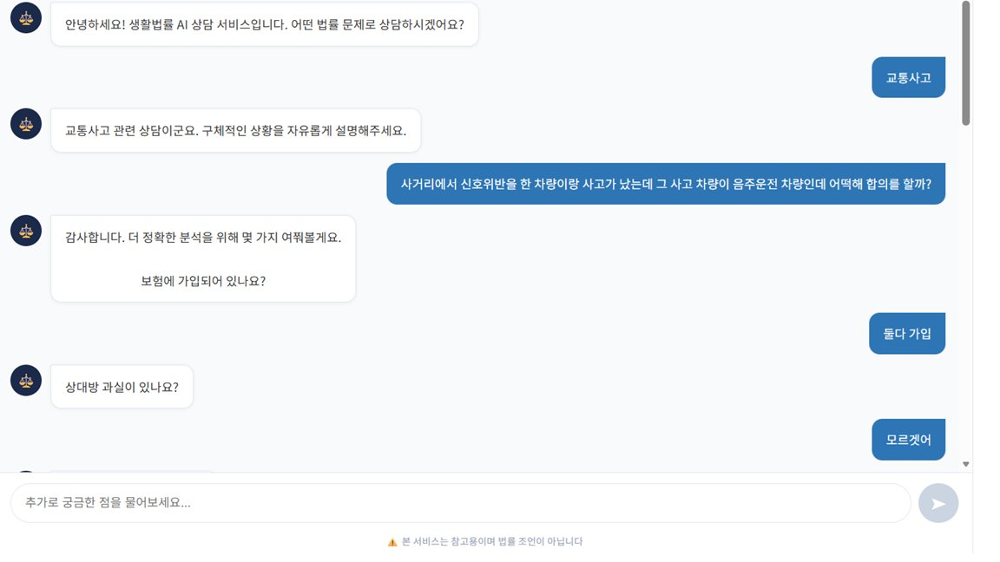 안녕하세요! 생활법률 AI 상담 서비스입니다. 어떤 법률 문제로 상담하시겠어요?
교통사고
교통사고 관련 상담이군요. 구체적인 상황을 자유롭게 설명해주세요.
사거리에서 신호위반을 한 차량이랑 사고가 났는데 그 사고 차량이 음주운전 차량인데 어떡해 합의를 할까?
감사합니다. 더 정확한 분석을 위해 몇 가지 여쭤볼게요.
보험에 가입되어 있나요?
둘다 가입
상대방 과실이 있나요?
모르겟어
추가로 궁금한 점을 물어보세요...
본 서비스는 참고용이며 법률 조언이 아닙니다